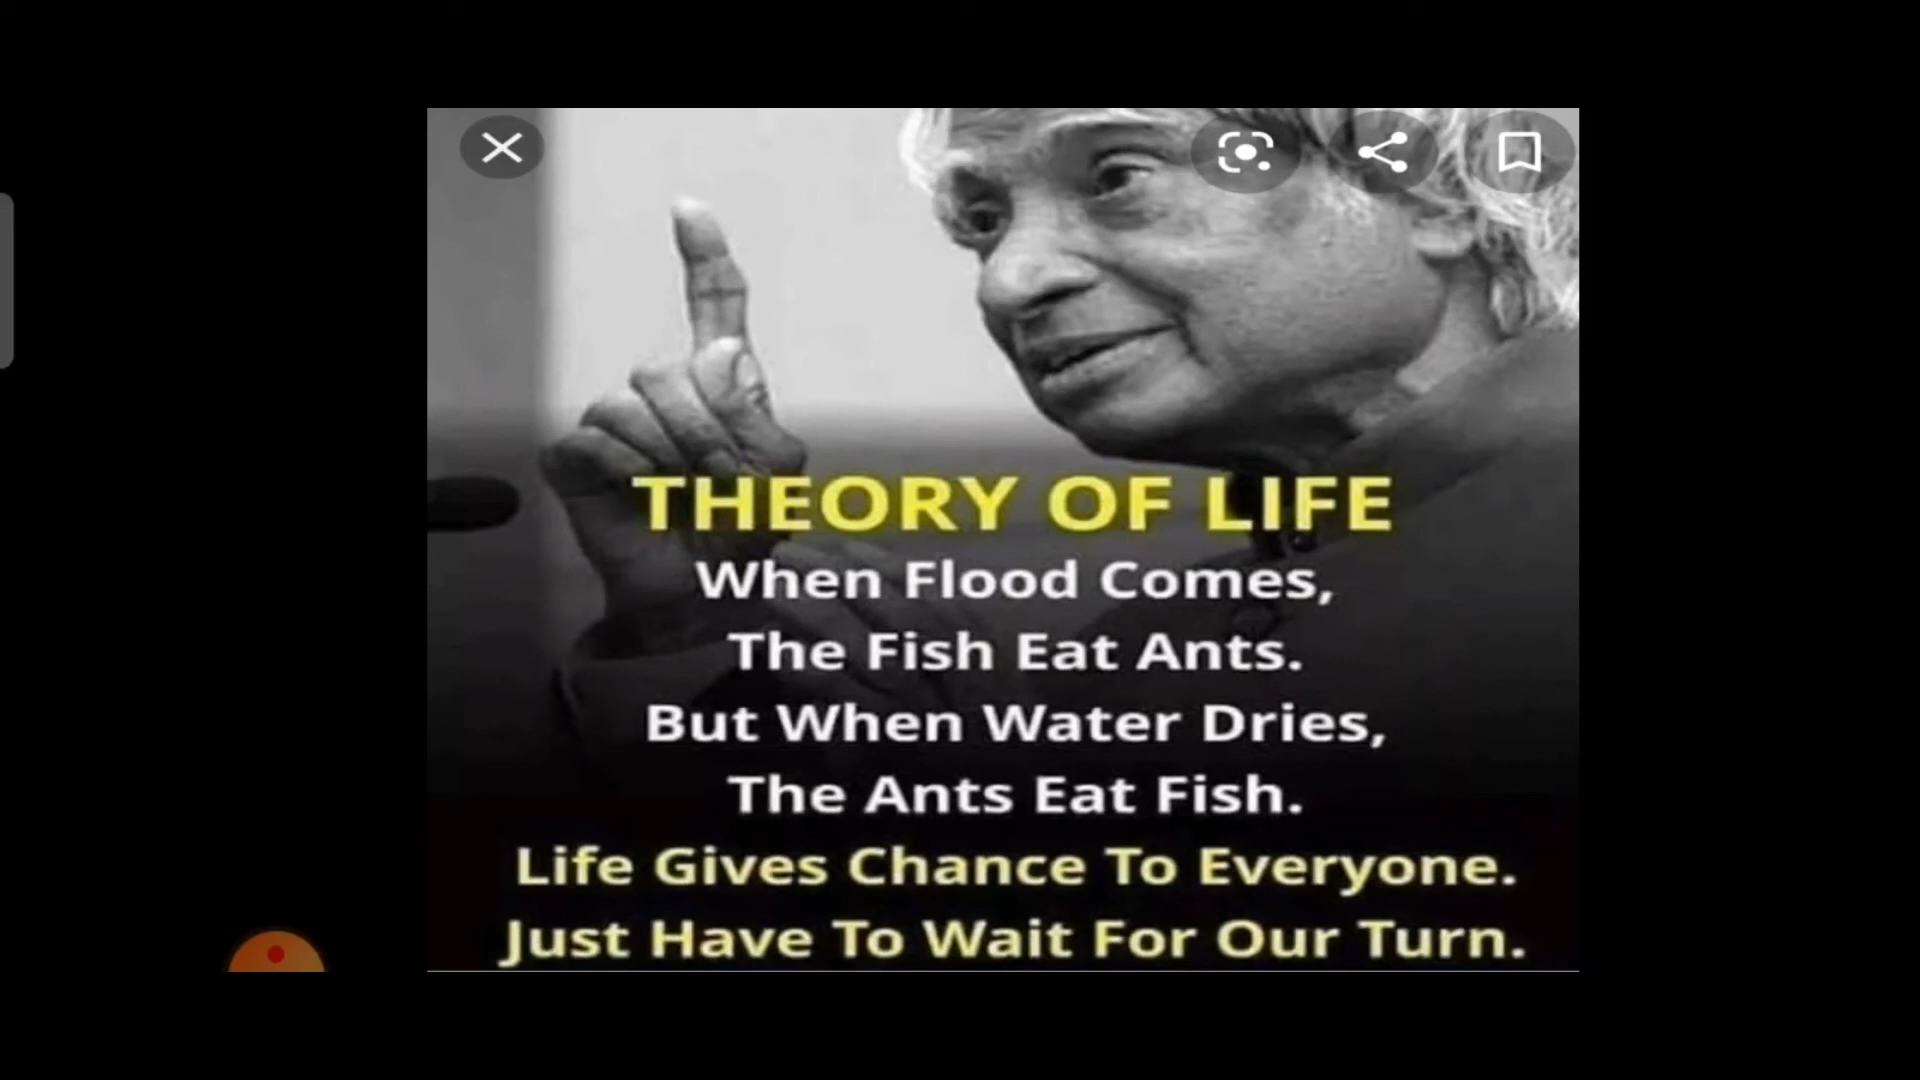 THEORY OF LIFE
When Flood Comes,
The Fish Eat Ants.
But When Water Dries,
The Ants Eat Fish.
Life Gives Chance To Everyone.
Just Have To Wait For Our Turn.